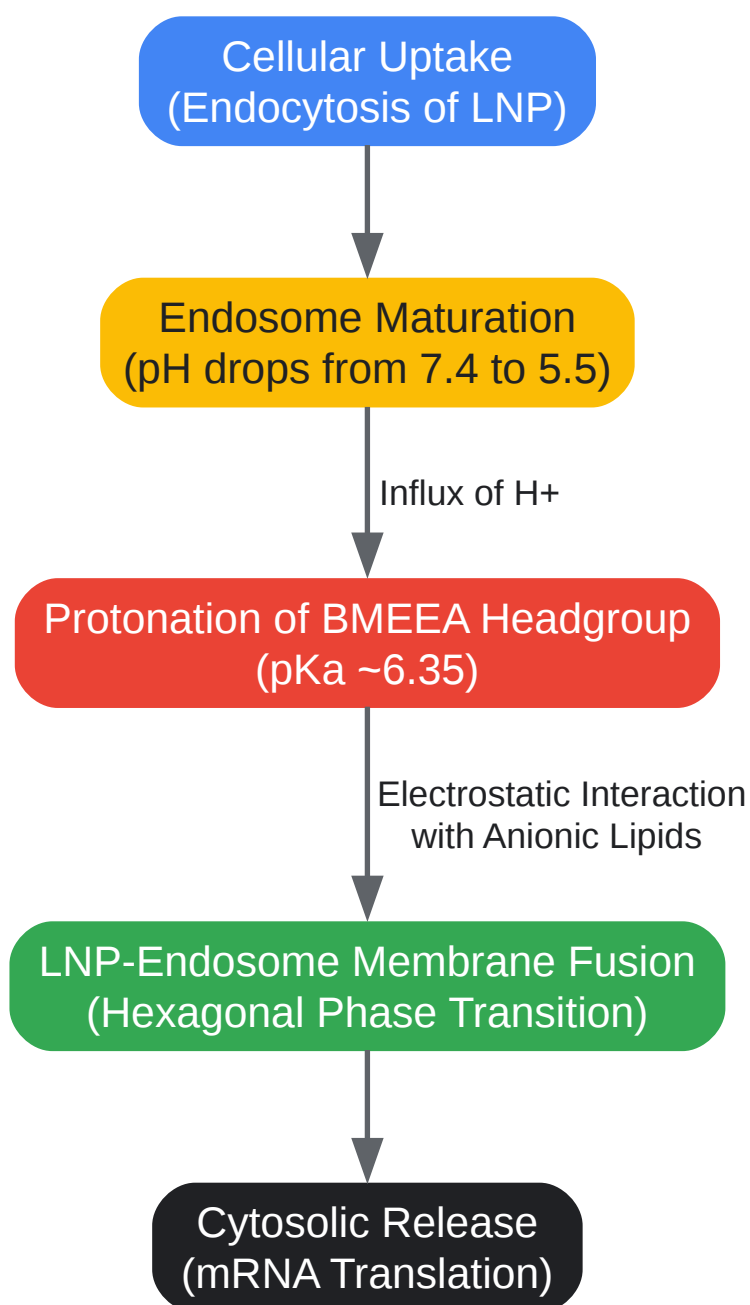 Cellular Uptake
(Endocytosis of LNP)
Endosome Maturation
(pH drops from 7.4 to 5.5)
Influx of H+
Protonation of BMEEA Headgroup
(pKa ~6.35)
Electrostatic Interaction
with Anionic Lipids
LNP-Endosome Membrane Fusion
(Hexagonal Phase Transition)
Cytosolic Release
(mRNA Translation)